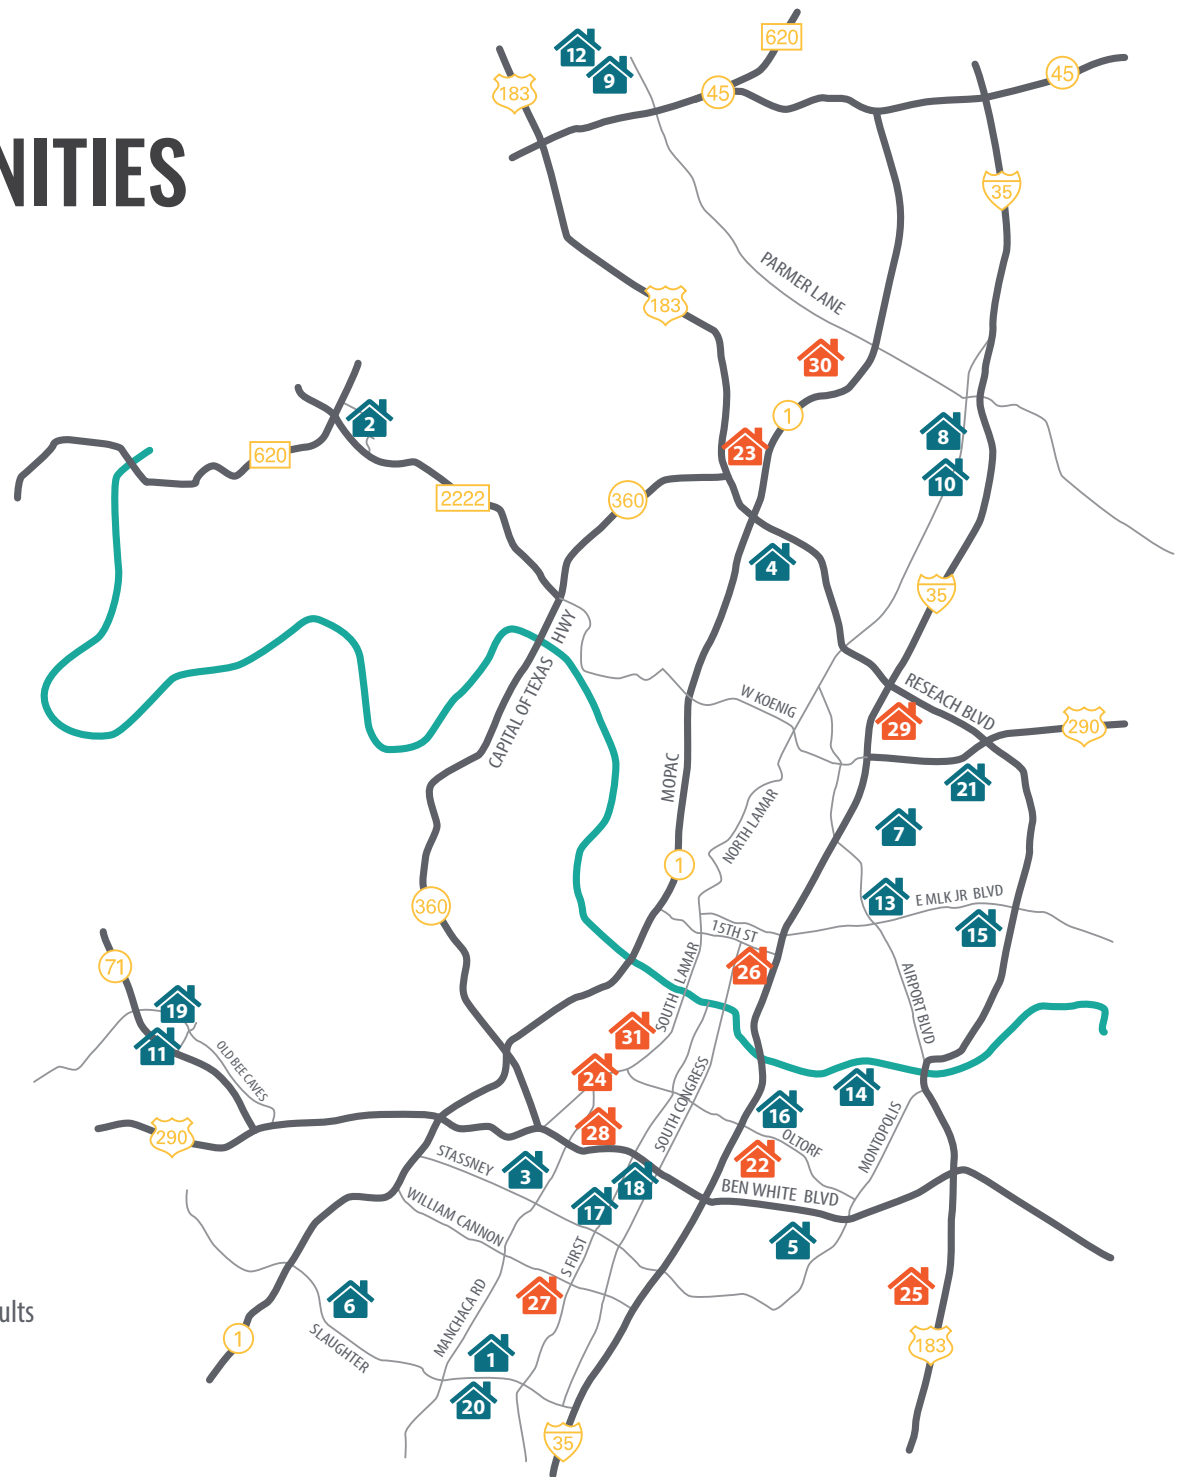 620
12
9
45
183
45
NITIES
35
PARMER LANE
183
30
1
2
8
23
620
10
2222
360
4
35
CAPITAL OF TEXAS HWY
W KOENIG
RESEACH BLVD
29
290
MOPAC
21
NORTH LAMAR
7
1
360
13
E MLK JR BLVD
15TH ST
15
26
71
SOUTH LAMAR
AIRPORT BLVD
19
31
11
OLD BEE CAVES
24
14
16
SOUTH CONGRESS
28
290
OLTORF
MONTOPOLIS
STASSNEY
3
22
18
BEN WHITE BLVD
17
WILLIAM CANNON
5
S FIRST
25
27
6
ults
MANCHACA RD
1
SLAUGHTER
183
1
20
35